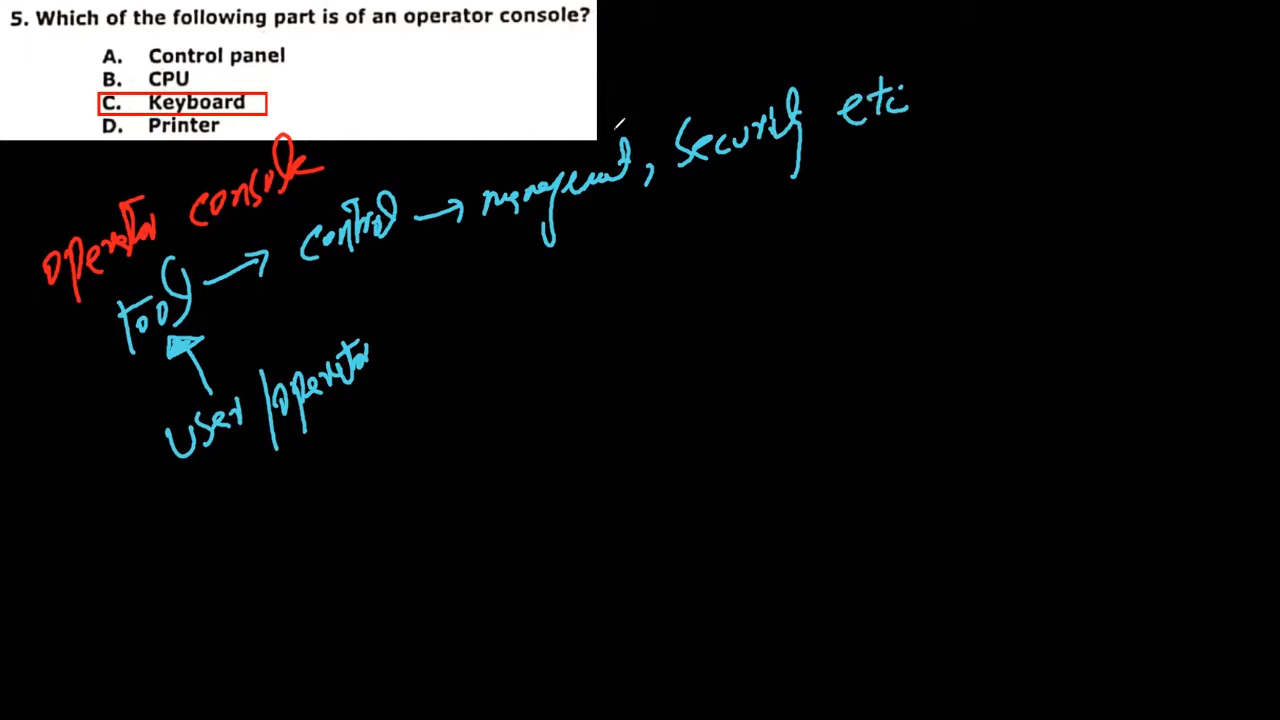 5. Which of the following part is of an operator console?
A. Control panel
B. CPU
C. Keyboard
D. Printer
operator console
tool → control → management, security etc
user/operator